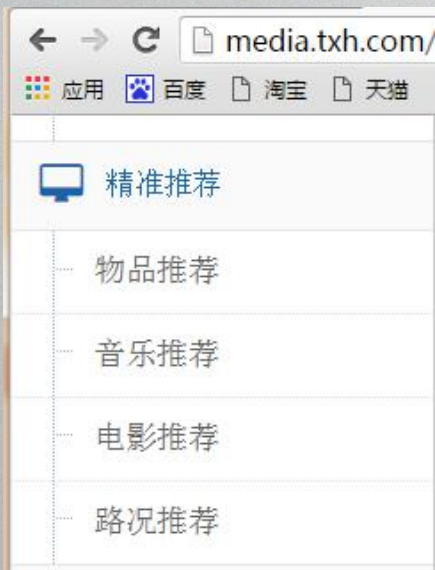 media.txh.com/
应用 百度 淘宝 天猫
精准推荐
物品推荐
音乐推荐
电影推荐
路况推荐